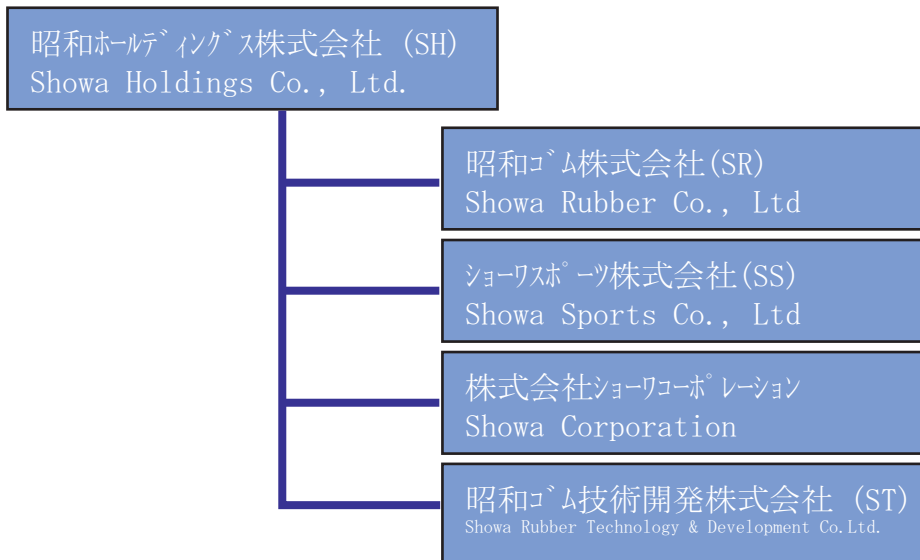 昭和ﾎｰﾙﾃﾞｨﾝｸﾞｽ株式会社 (SH)
Showa Holdings Co., Ltd.
昭和ｺﾞﾑ株式会社(SR)
Showa Rubber Co., Ltd
ｼｮｰﾜｽﾎﾟｰﾂ株式会社(SS)
Showa Sports Co., Ltd
株式会社ｼｮｰﾜｺｰﾎﾟﾚｰｼｮﾝ
Showa Corporation
昭和ｺﾞﾑ技術開発株式会社 (ST)
Showa Rubber Technology & Development Co.Ltd.